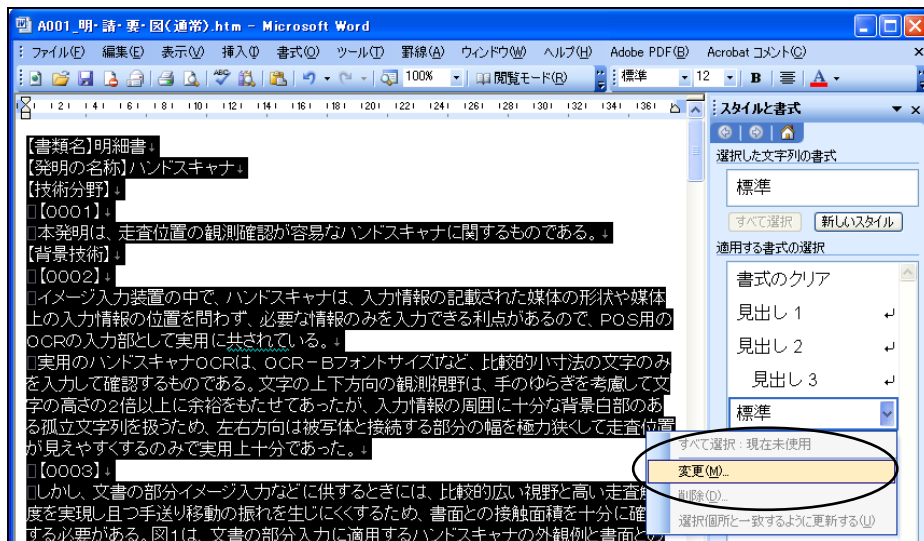 A001_明・請・要・図(通常).htm - Microsoft Word
ファイル(F) 編集(E) 表示(V) 挿入(I) 書式(O) ツール(T) 罫線(A) ウィンドウ(W) ヘルプ(H) Adobe PDF(B) Acrobat コメント(C)
100% 閲覧モード(R) 標準 12 B A
2 4 6 8 10 12 14 16 18 20 22 24 26 28 30 32 34 36
スタイルと書式
選択した文字列の書式
標準
すべて選択 新しいスタイル
適用する書式の選択
書式のクリア
見出し 1
見出し 2
見出し 3
標準
すべて選択 : 現在未使用
変更(M)...
削除(D)...
選択個所と一致するように更新する(U)
【書類名】明細書↓
【発明の名称】ハンドスキャナ↓
【技術分野】↓
□【0001】↓
□本発明は、走査位置の観測確認が容易なハンドスキャナに関するものである。↓
【背景技術】↓
□【0002】↓
□イメージ入力装置の中で、ハンドスキャナは、入力情報の記載された媒体の形状や媒体
上の入力情報の位置を問わず、必要な情報のみを入力できる利点があるので、POS用の
OCRの入力部として実用に共されている。↓
□実用のハンドスキャナOCRは、OCR-Bフォントサイズなど、比較的小寸法の文字のみ
を入力して確認するものである。文字の上下方向の観測視野は、手のゆらぎを考慮して文
字の高さの2倍以上に余裕をもたせてあったが、入力情報の周囲に十分な背景白部のあ
る孤立文字列を扱うため、左右方向は被写体と接続する部分の幅を極力狭くして走査位置
が見えやすくするのみで実用上十分であった。↓
□【0003】↓
□しかし、文書の部分イメージ入力などに供するときには、比較的広い視野と高い走査
度を実現し且つ手送り移動の振れを生じにくくするため、書面との接触面積を十分に確
する必要がある。図1は、文書の部分入力に適用するハンドスキャナの外観例と書面との